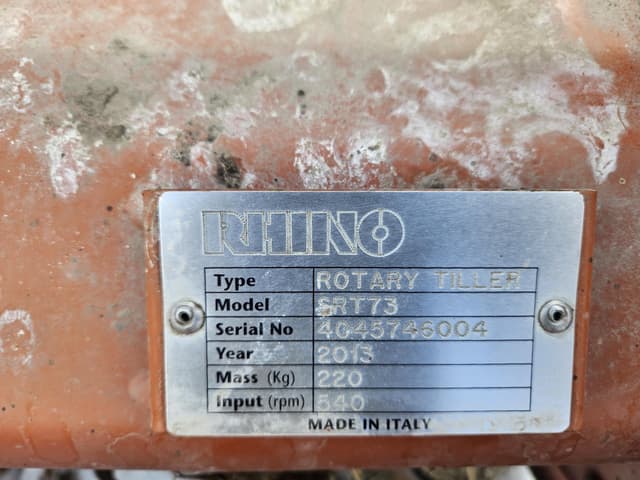 RHINO
Type ROTARY TILLER
Model SRT73
Serial No 4045746004
Year 2013
Mass (Kg) 220
Input (rpm) 540
MADE IN ITALY